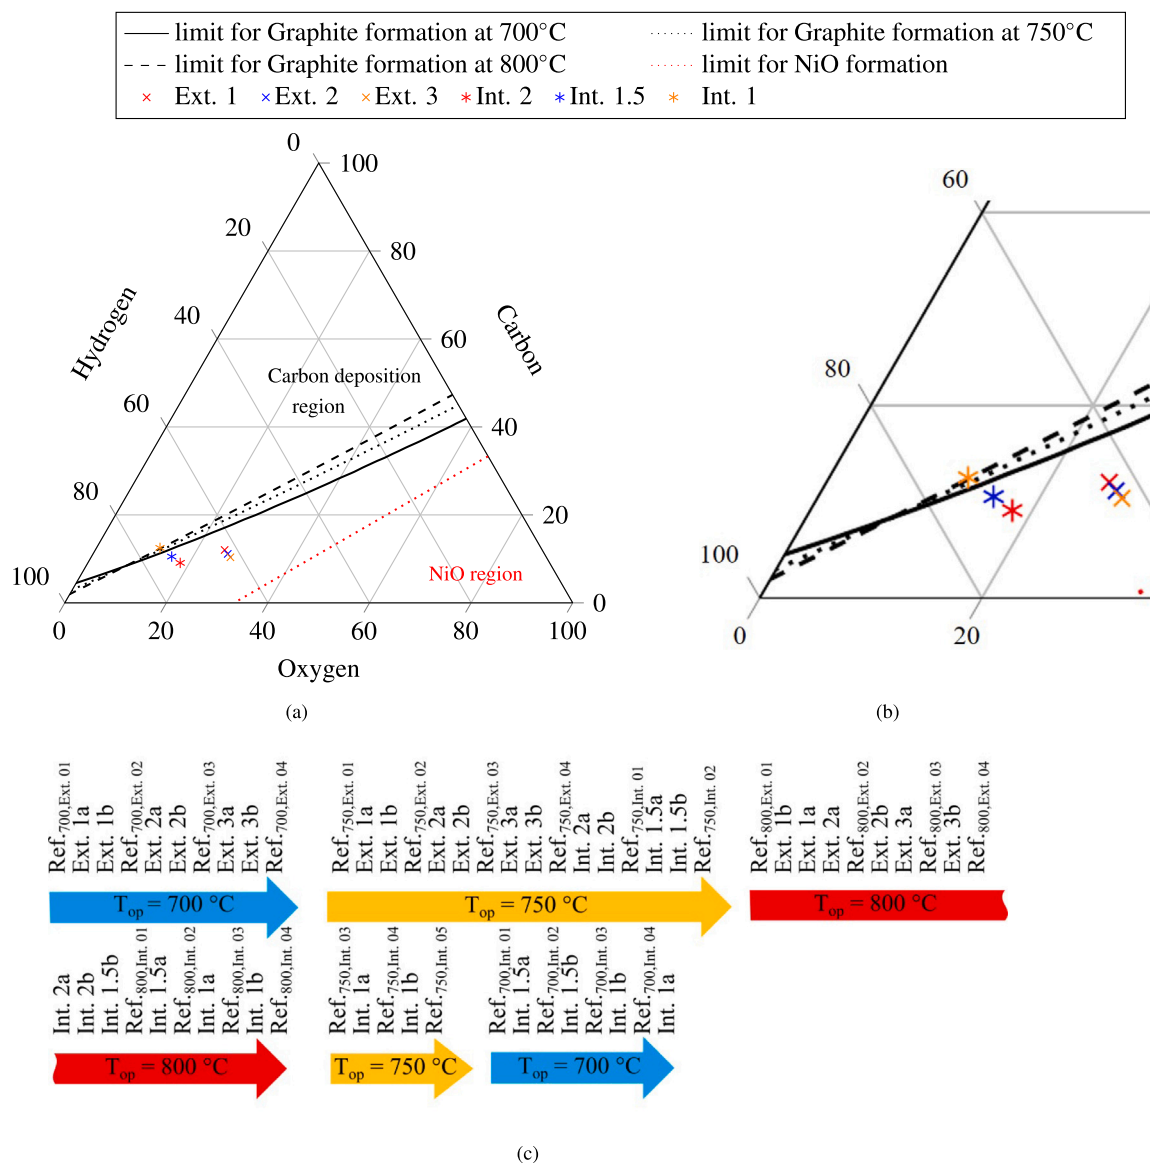 limit for Graphite formation at 700°C
limit for Graphite formation at 750°C
limit for Graphite formation at 800°C
limit for NiO formation
Ext. 1
Ext. 2
Ext. 3
Int. 2
Int. 1.5
Int. 1
0
100
20
80
40
60
60
40
80
20
100
0
0
20
40
60
80
100
Hydrogen
Carbon
Oxygen
Carbon deposition
region
NiO region
(a)
60
80
100
0
20
(b)
Ref.700,Ext. 01
Ext. 1a
Ext. 1b
Ref.700,Ext. 02
Ext. 2a
Ext. 2b
Ref.700,Ext. 03
Ext. 3a
Ext. 3b
Ref.700,Ext. 04
Top = 700 °C
Ref.750,Ext. 01
Ext. 1a
Ext. 1b
Ref.750,Ext. 02
Ext. 2a
Ext. 2b
Ref.750,Ext. 03
Ext. 3a
Ext. 3b
Ref.750,Ext. 04
Int. 2a
Int. 2b
Ref.750,Int. 01
Int. 1.5a
Int. 1.5b
Ref.750,Int. 02
Top = 750 °C
Ref.800,Ext. 01
Ext. 1b
Ext. 1a
Ext. 2a
Ref.800,Ext. 02
Ext. 2b
Ext. 3a
Ref.800,Ext. 03
Ext. 3b
Ref.800,Ext. 04
Top = 800 °C
Int. 2a
Int. 2b
Int. 1.5b
Ref.800,Int. 01
Int. 1.5a
Ref.800,Int. 02
Int. 1a
Ref.800,Int. 03
Int. 1b
Ref.800,Int. 04
Top = 800 °C
Ref.750,Int. 03
Int. 1a
Ref.750,Int. 04
Int. 1b
Ref.750,Int. 05
Top = 750 °C
Ref.700,Int. 01
Int. 1.5a
Ref.700,Int. 02
Int. 1.5b
Ref.700,Int. 03
Int. 1b
Ref.700,Int. 04
Int. 1a
Top = 700 °C
(c)